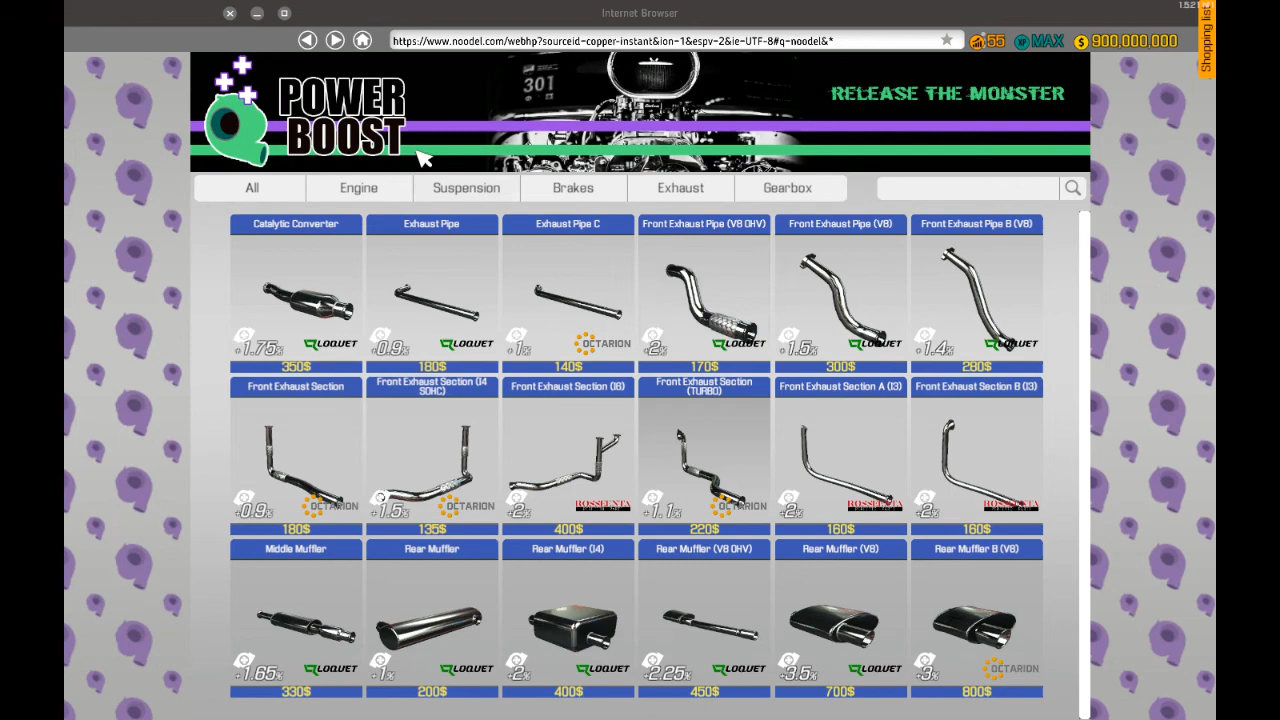 Internet Browser
1.5.21
https://www.noodel.com/webhp?sourceid-copper-instant&ion-1&espv-2&ie-UTF-8#q-noodel&*
55
XP MAX
$ 900,000,000
Shopping list
POWER
BOOST
301
RELEASE THE MONSTER
All Engine Suspension Brakes Exhaust Gearbox
Catalytic Converter Exhaust Pipe Exhaust Pipe C Front Exhaust Pipe (V8 OHV) Front Exhaust Pipe (V8) Front Exhaust Pipe B (V8)
+1.75% LOQUET +0.9% LOQUET +1% OCTARION +2% LOQUET +1.5% LOQUET +1.4% LOQUET
350$ 180$ 140$ 170$ 300$ 280$
Front Exhaust Section Front Exhaust Section (I4 SOHC) Front Exhaust Section (I6) Front Exhaust Section (TURBO) Front Exhaust Section A (I3) Front Exhaust Section B (I3)
+0.9% OCTARION +1.5% OCTARION +2% +1.1% OCTARION +2% +2%
180$ 135$ 400$ 220$ 160$ 160$
Middle Muffler Rear Muffler Rear Muffler (I4) Rear Muffler (V8 OHV) Rear Muffler (V8) Rear Muffler B (V8)
+1.65% LOQUET +1% LOQUET +2% LOQUET +2.25% LOQUET +3.5% LOQUET +3% OCTARION
330$ 200$ 400$ 450$ 700$ 800$